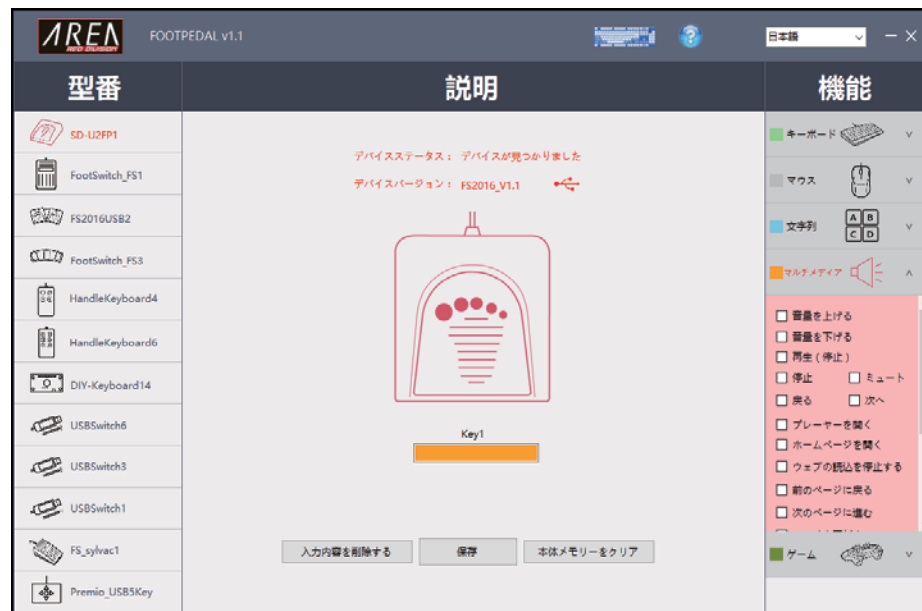 AREA
RED DIVISION
FOOTPEDAL v1.1
日本語
型番
説明
機能
SD-U2FP1
FootSwitch_FS1
FS2016USB2
FootSwitch_FS3
HandleKeyboard4
HandleKeyboard6
DIY-Keyboard14
USBSwitch6
USBSwitch3
USBSwitch1
FS_sylvac1
Premio_USB5Key
デバイスステータス： デバイスが見つかりました
デバイスバージョン： FS2016_V1.1
Key1
入力内容を削除する
保存
本体メモリーをクリア
キーボード
マウス
文字列
A B
C D
マルチメディア
音量を上げる
音量を下げる
再生(停止)
停止 ミュート
戻る 次へ
プレーヤーを開く
ホームページを開く
ウェブの読込を停止する
前のページに戻る
次のページに進む
ゲーム